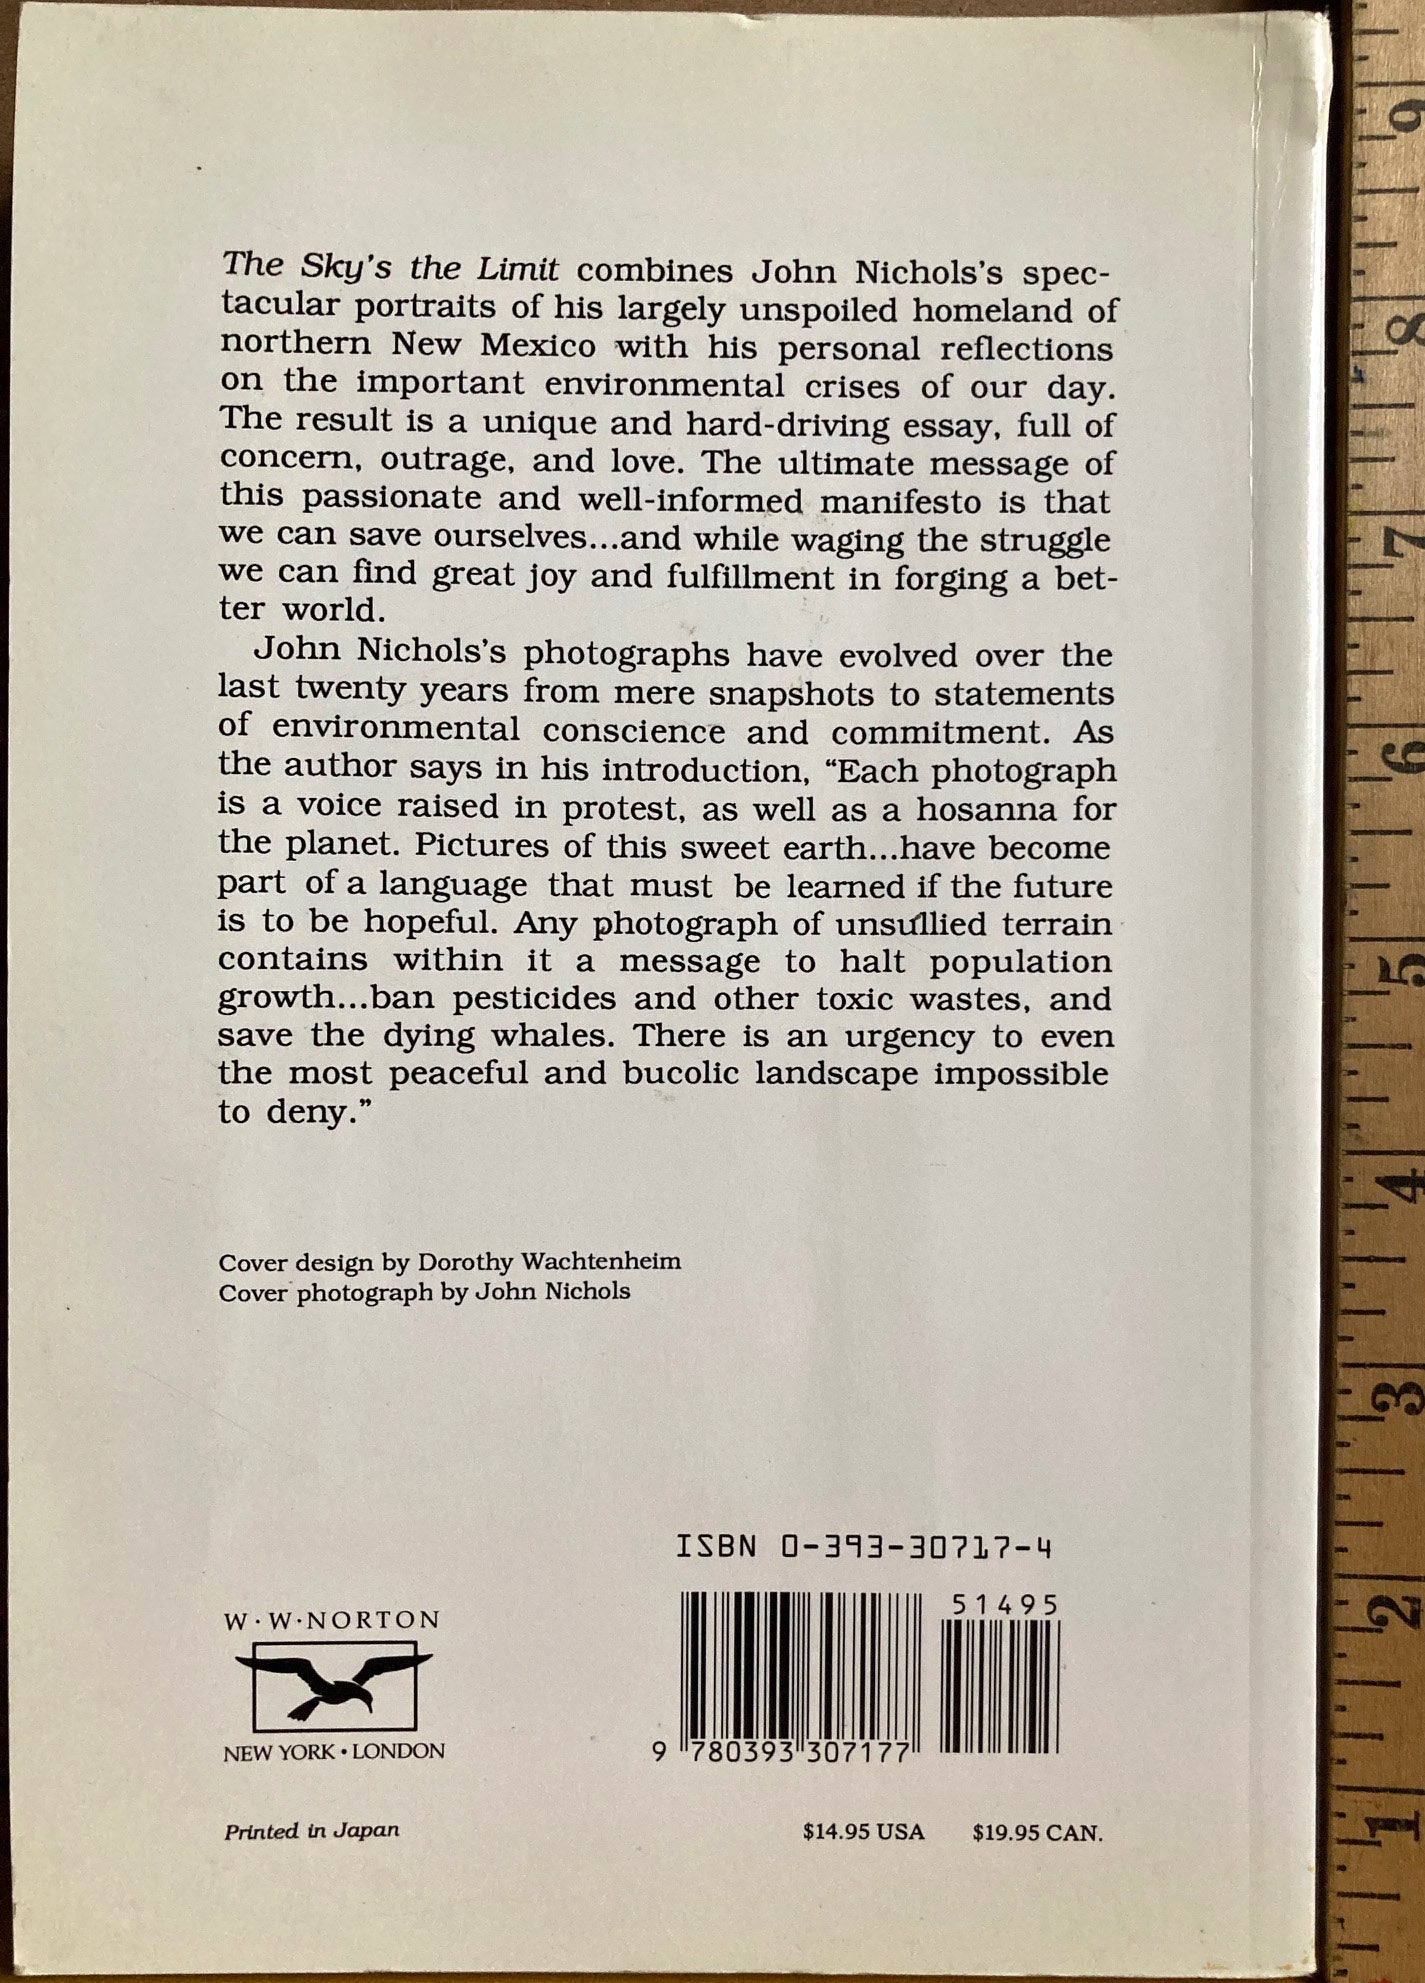 The Sky's the Limit combines John Nichols's spec-
tacular portraits of his largely unspoiled homeland of
northern New Mexico with his personal reflections
on the important environmental crises of our day.
The result is a unique and hard-driving essay, full of
concern, outrage, and love. The ultimate message of
this passionate and well-informed manifesto is that
we can save ourselves...and while waging the struggle
we can find great joy and fulfillment in forging a bet-
ter world.
John Nichols's photographs have evolved over the
last twenty years from mere snapshots to statements
of environmental conscience and commitment. As
the author says in his introduction, “Each photograph
is a voice raised in protest, as well as a hosanna for
the planet. Pictures of this sweet earth...have become
part of a language that must be learned if the future
is to be hopeful. Any photograph of unsullied terrain
contains within it a message to halt population
growth...ban pesticides and other toxic wastes, and
save the dying whales. There is an urgency to even
the most peaceful and bucolic landscape impossible
to deny.”
Cover design by Dorothy Wachtenheim
Cover photograph by John Nichols
ISBN 0-393-30717-4
51495
9 780393 307177
W·W·NORTON
NEW YORK • LONDON
Printed in Japan
$14.95 USA $19.95 CAN.
9
8
7
6
5
4
3
2
1